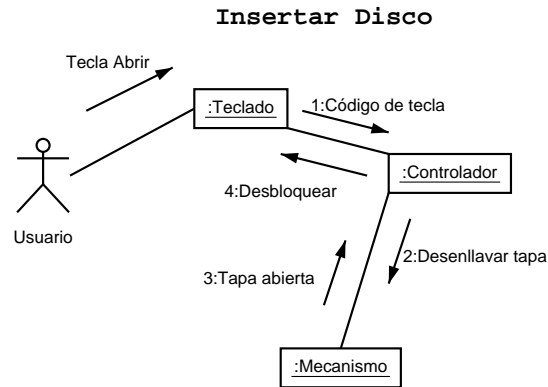 Insertar Disco
Tecla Abrir
:Teclado
1:Código de tecla
:Controlador
4:Desbloquear
Usuario
2:Desenllavar tapa
3:Tapa abierta
:Mecanismo